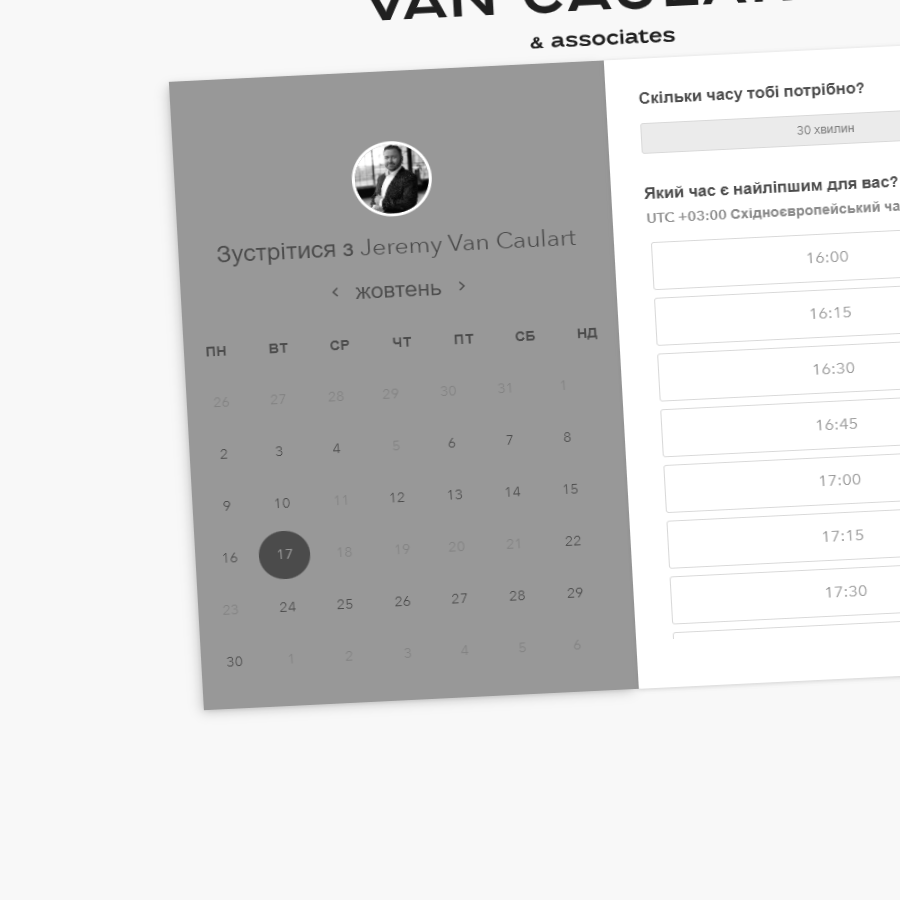 VAN CAULART
& associates
Зустрітися з Jeremy Van Caulart
‹ жовтень ›
ПН ВТ СР ЧТ ПТ СБ НД
26 27 28 29 30 31 1
2 3 4 5 6 7 8
9 10 11 12 13 14 15
16 17 18 19 20 21 22
23 24 25 26 27 28 29
30 1 2 3 4 5 6
Скільки часу тобі потрібно?
30 хвилин
Який час є найліпшим для вас?
UTC +03:00 Східноєвропейський
16:00
16:15
16:30
16:45
17:00
17:15
17:30